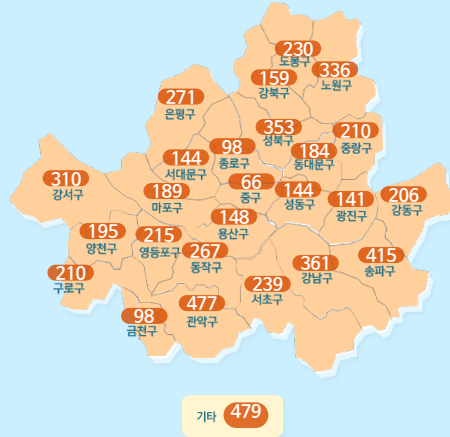 230
도봉구
336
노원구
159
강북구
271
은평구
353
성북구
210
중랑구
98
종로구
184
동대문구
144
서대문구
310
강서구
66
중구
189
마포구
144
성동구
141
광진구
206
강동구
148
용산구
195
양천구
215
영등포구
267
동작구
415
송파구
361
강남구
210
구로구
239
서초구
477
관악구
98
금천구
기타 479